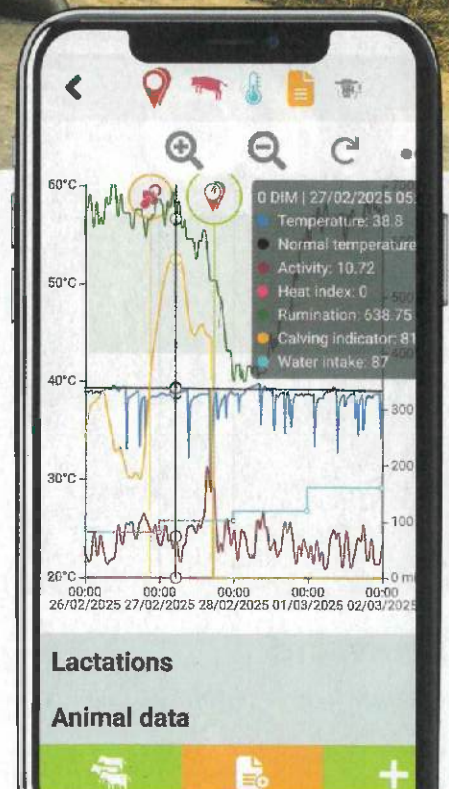 60°C
50°C
40°C
30°C
20°C
0 DIM | 27/02/2025 05
Temperature: 38.8
Normal temperature
Activity: 10.72
Heat index: 0
Rumination: 638.75
Calving indicator: 81
Water intake: 87
300
200
100
0 mi
00:00 00:00 00:00 00:00 00:00
26/02/2025 27/02/2025 28/02/2025 01/03/2025 02/03/2025
Lactations
Animal data